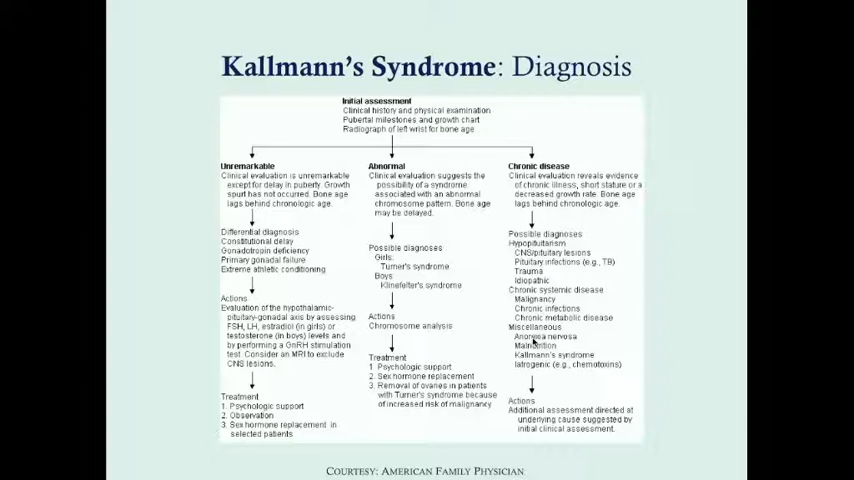 Kallmann's Syndrome: Diagnosis
Initial assessment
Clinical history and physical examination
Pubertal milestones and growth chart
Radiograph of left wrist for bone age
Unremarkable
Clinical evaluation is unremarkable
except for delay in puberty. Growth
spurt has not occurred. Bone age
lags behind chronologic age.
Differential diagnosis
Constitutional delay
Gonadotropin deficiency
Primary gonadal failure
Extreme athletic conditioning
Actions
Evaluation of the hypothalamic-
pituitary-gonadal axis by assessing
FSH, LH, estradiol (in girls) or
testosterone (in boys) levels and
by performing a GnRH stimulation
test. Consider an MRI to exclude
CNS lesions.
Treatment
1. Psychologic support
2. Observation
3. Sex hormone replacement in
selected patients
Abnormal
Clinical evaluation suggests the
possibility of a syndrome
associated with an abnormal
chromosome pattern. Bone age
may be delayed.
Possible diagnoses
Girls:
Turner's syndrome
Boys
Klinefelter's syndrome
Actions
Chromosome analysis
Treatment
1. Psychologic support
2. Sex hormone replacement
3. Removal of ovaries in patients
with Turner's syndrome because
of increased risk of malignancy
Chronic disease
Clinical evaluation reveals evidence
of chronic illness, short stature or a
decreased growth rate. Bone age
lags behind chronologic age.
Possible diagnoses
Hypopituitarism
CNS/pituitary lesions
Pituitary infections (e.g., TB)
Trauma
Idiopathic
Chronic systemic disease
Malignancy
Chronic infections
Chronic metabolic disease
Miscellaneous
Anorexia nervosa
Malnutrition
Kallmann's syndrome
Iatrogenic (e.g., chemotoxins)
Actions
Additional assessment directed at
underlying cause suggested by
initial clinical assessment.
COURTESY: AMERICAN FAMILY PHYSICIAN